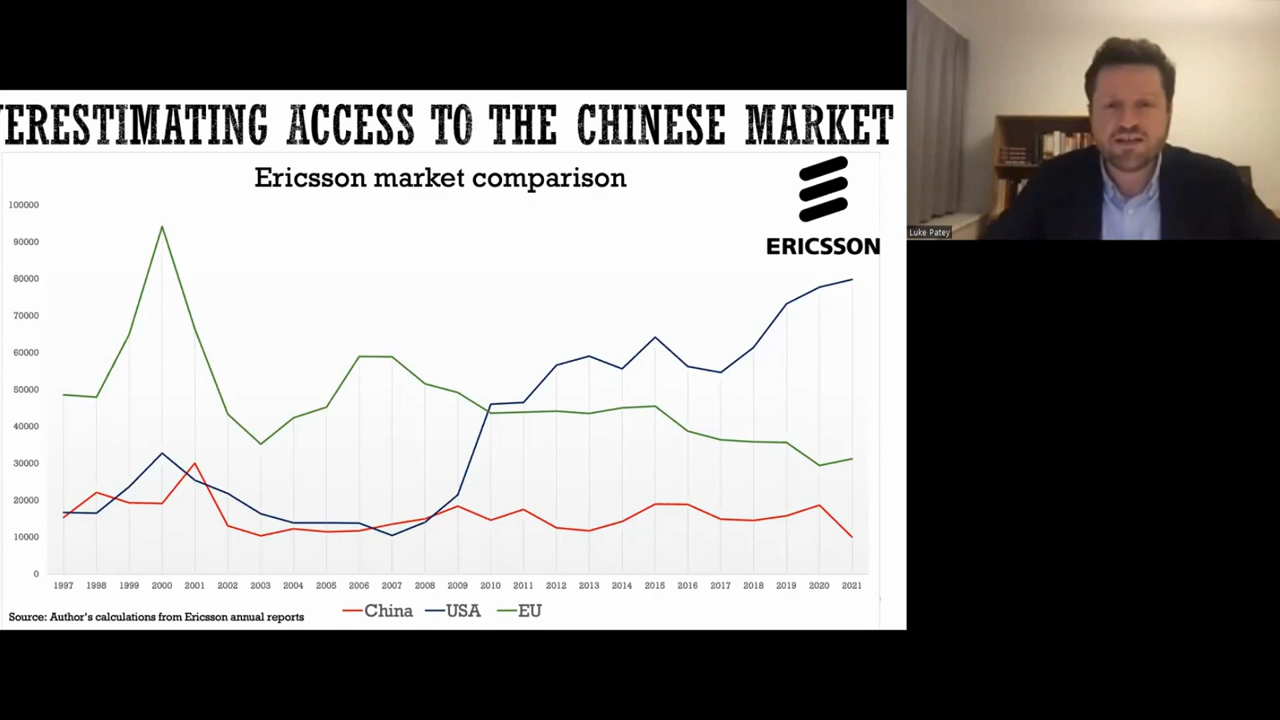 VERESTIMATING ACCESS TO THE CHINESE MARKET
Ericsson market comparison
ERICSSON
100000
90000
80000
70000
60000
50000
40000
30000
20000
10000
0
1997 1998 1999 2000 2001 2002 2003 2004 2005 2006 2007 2008 2009 2010 2011 2012 2013 2014 2015 2016 2017 2018 2019 2020 2021
China USA EU
Source: Author's calculations from Ericsson annual reports
Luke Patey